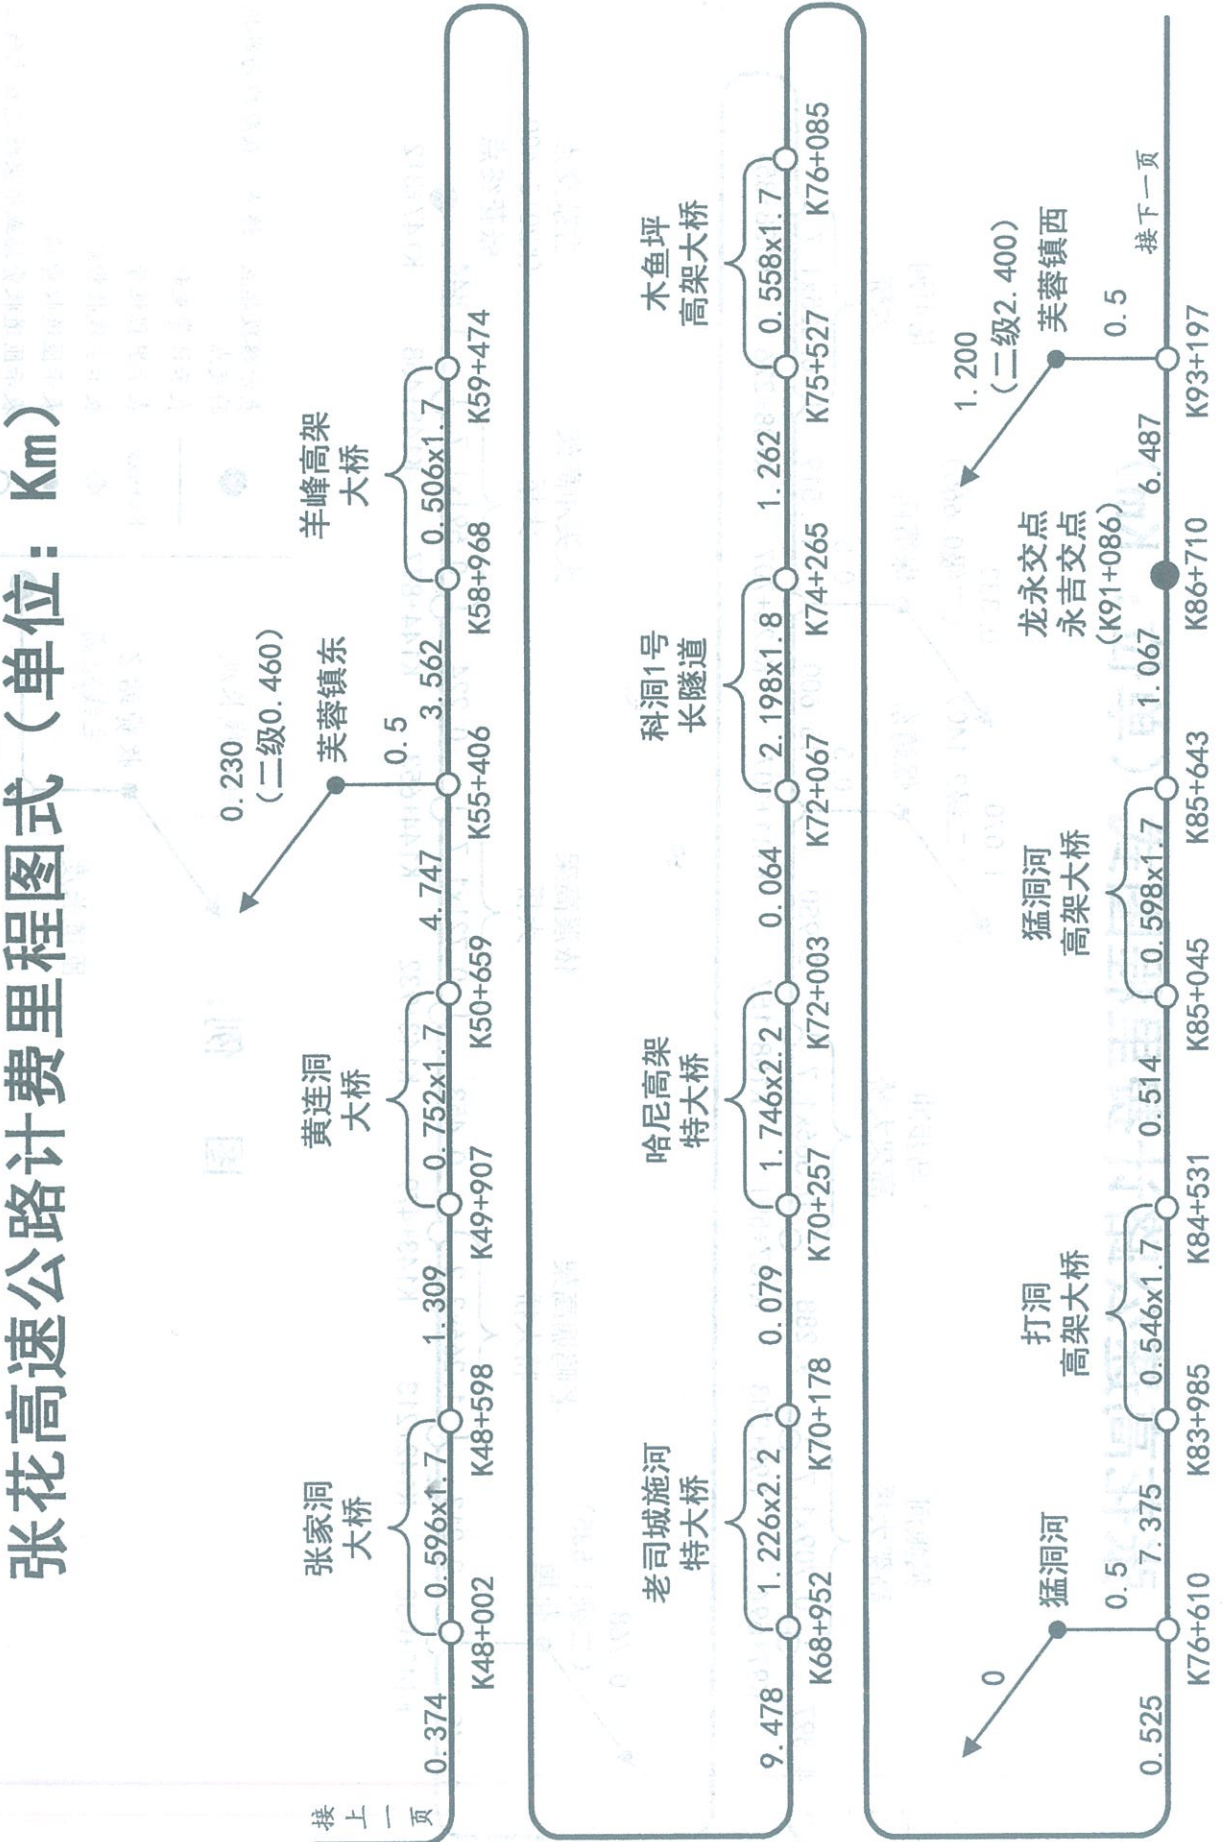 张花高速公路计费里程图式（单位：Km）
接上一页
0.374
张家洞
大桥
0.596x1.7
K48+002
K48+598
1.309
黄连洞
大桥
0.752x1.7
K49+907
K50+659
4.747
0.230
（二级0.460）
芙蓉镇东
0.5
K55+406
3.562
羊峰高架
大桥
0.506x1.7
K58+968
K59+474
9.478
老司城施河
特大桥
1.226x2.2
K68+952
K70+178
0.079
哈尼高架
特大桥
1.746x2.2
K70+257
K72+003
0.064
科洞1号
长隧道
2.198x1.8
K72+067
K74+265
1.262
木鱼坪
高架大桥
0.558x1.7
K75+527
K76+085
0.525
0
猛洞河
0.5
K76+610
7.375
打洞
高架大桥
0.546x1.7
K83+985
K84+531
0.514
猛洞河
高架大桥
0.598x1.7
K85+045
K85+643
1.067
龙永交点
永吉交点
（K91+086）
K86+710
6.487
1.200
（二级2.400）
芙蓉镇西
0.5
K93+197
接下一页